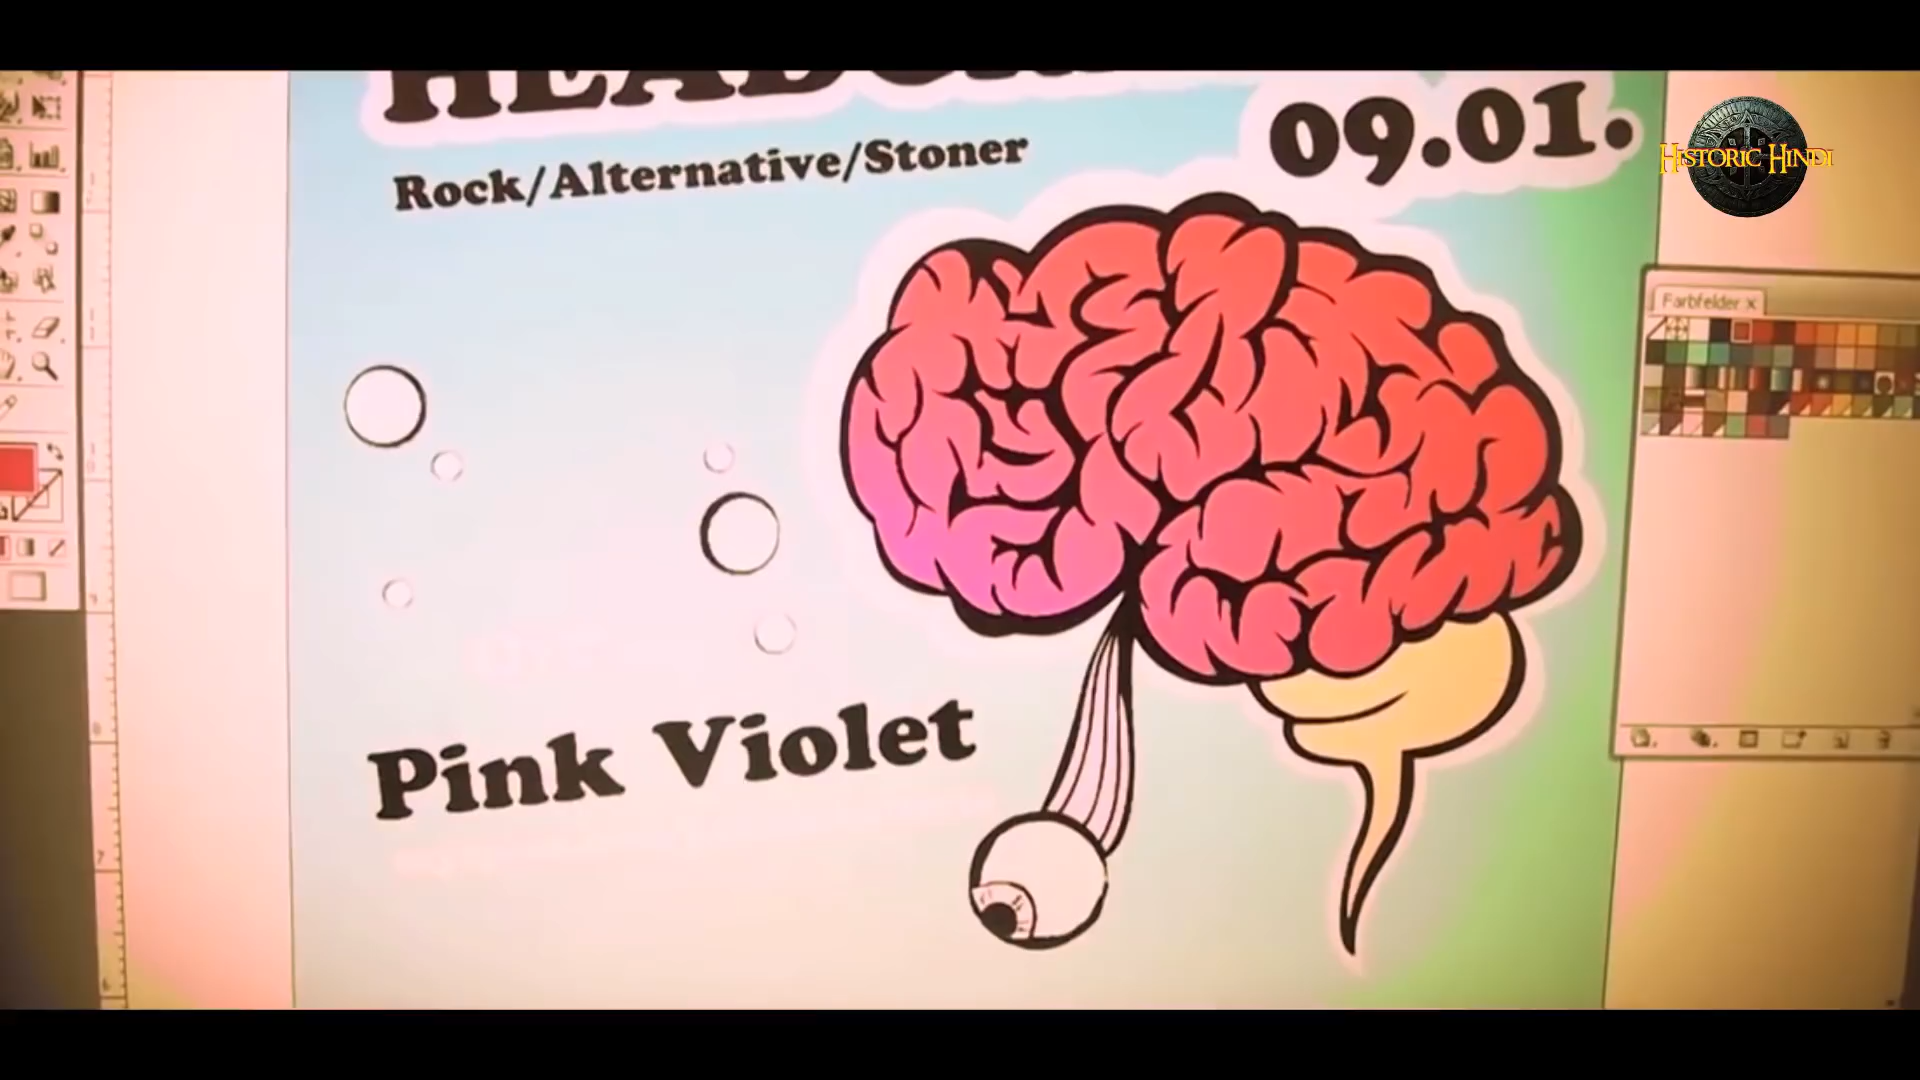 09.01.
Rock/Alternative/Stoner
HISTORIC HINDI
Farbfelder x
Pink Violet